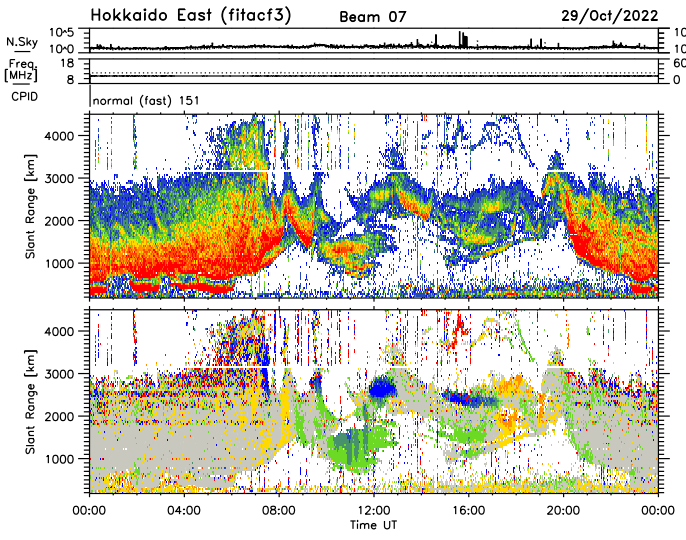 Hokkaido East (fitacf3) Beam 07 29/Oct/2022
N.Sky 10^5 10^0
Freq. [MHz] 18 8 60 0
CPID normal (fast) 151
Slant Range [km] 4000 3000 2000 1000
Slant Range [km] 4000 3000 2000 1000
00:00 04:00 08:00 12:00 16:00 20:00 00:00
Time UT